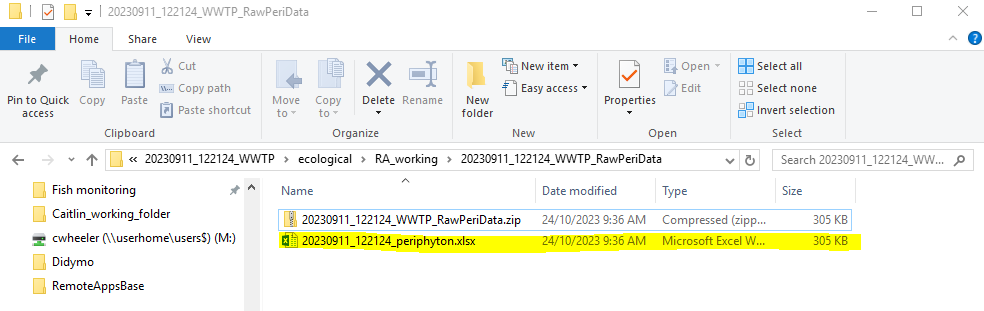 20230911_122124_WWTP_RawPeriData
File Home Share View
Pin to Quick access
Copy
Paste
Cut
Copy path
Paste shortcut
Clipboard
Move to
Copy to
Delete
Rename
Organize
New folder
New item
Easy access
New
Properties
Open
Edit
Open
Select all
Select none
Invert selection
Select
« 20230911_122124_WWTP > ecological > RA_working > 20230911_122124_WWTP_RawPeriData
Search 20230911_122124_WW...
Fish monitoring
Caitlin_working_folder
cwheeler (\\userhome\users$) (M:)
Didymo
RemoteAppsBase
Name Date modified Type Size
20230911_122124_WWTP_RawPeriData.zip 24/10/2023 9:36 AM Compressed (zipp... 305 KB
20230911_122124_periphyton.xlsx 24/10/2023 9:36 AM Microsoft Excel W... 305 KB